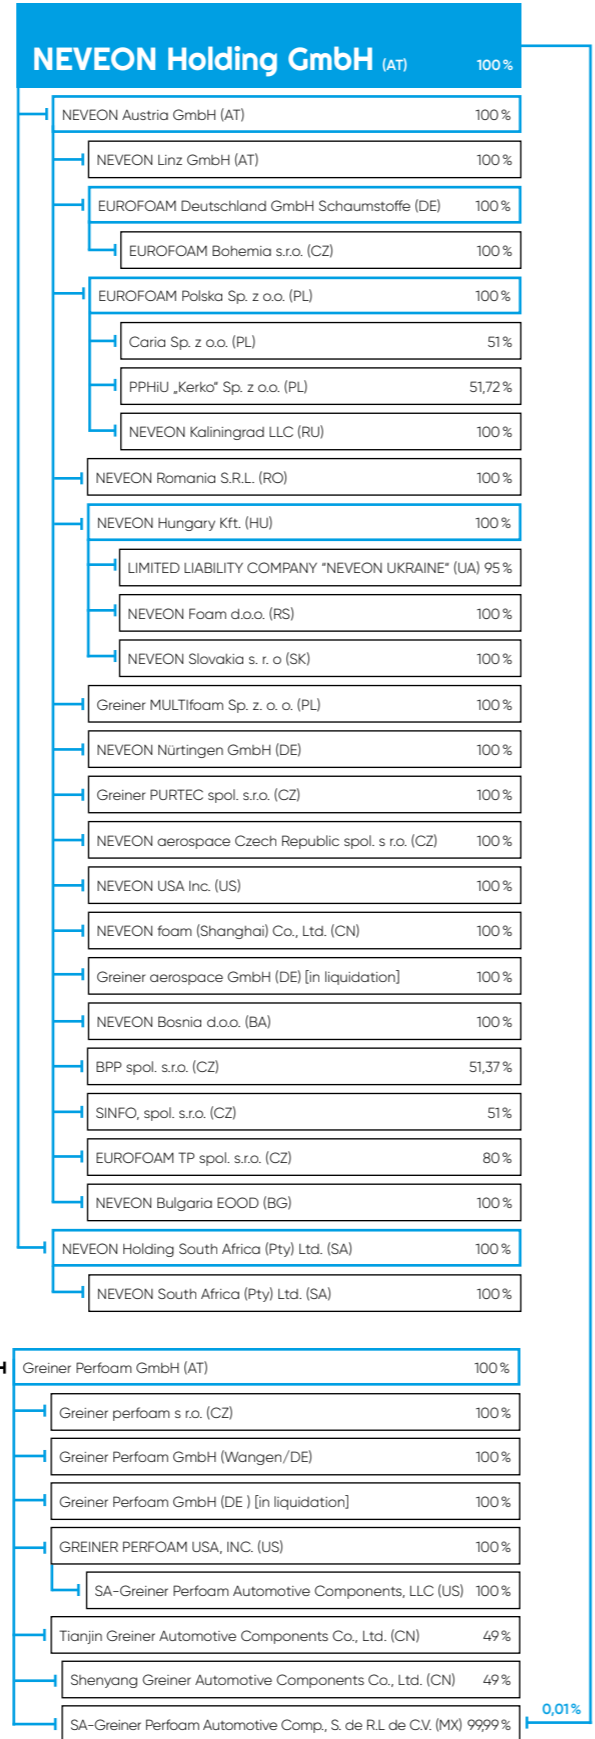 NEVEON Holding GmbH (AT) 100 %
NEVEON Austria GmbH (AT) 100 %
NEVEON Linz GmbH (AT) 100 %
EUROFOAM Deutschland GmbH Schaumstoffe (DE) 100 %
EUROFOAM Bohemia s.r.o. (CZ) 100 %
EUROFOAM Polska Sp. z o.o. (PL) 100 %
Caria Sp. z o.o. (PL) 51 %
PPHiU „Kerko“ Sp. z o.o. (PL) 51,72 %
NEVEON Kaliningrad LLC (RU) 100 %
NEVEON Romania S.R.L. (RO) 100 %
NEVEON Hungary Kft. (HU) 100 %
LIMITED LIABILITY COMPANY “NEVEON UKRAINE” (UA) 95 %
NEVEON Foam d.o.o. (RS) 100 %
NEVEON Slovakia s. r. o (SK) 100 %
Greiner MULTIfoam Sp. z. o. o. (PL) 100 %
NEVEON Nürtingen GmbH (DE) 100 %
Greiner PURTEC spol. s.r.o. (CZ) 100 %
NEVEON aerospace Czech Republic spol. s r.o. (CZ) 100 %
NEVEON USA Inc. (US) 100 %
NEVEON foam (Shanghai) Co., Ltd. (CN) 100 %
Greiner aerospace GmbH (DE) [in liquidation] 100 %
NEVEON Bosnia d.o.o. (BA) 100 %
BPP spol. s.r.o. (CZ) 51,37 %
SINFO, spol. s.r.o. (CZ) 51 %
EUROFOAM TP spol. s.r.o. (CZ) 80 %
NEVEON Bulgaria EOOD (BG) 100 %
NEVEON Holding South Africa (Pty) Ltd. (SA) 100 %
NEVEON South Africa (Pty) Ltd. (SA) 100 %
H Greiner Perfoam GmbH (AT) 100 %
Greiner perfoam s r.o. (CZ) 100 %
Greiner Perfoam GmbH (Wangen/DE) 100 %
Greiner Perfoam GmbH (DE ) [in liquidation] 100 %
GREINER PERFOAM USA, INC. (US) 100 %
SA-Greiner Perfoam Automotive Components, LLC (US) 100 %
Tianjin Greiner Automotive Components Co., Ltd. (CN) 49 %
Shenyang Greiner Automotive Components Co., Ltd. (CN) 49 %
SA-Greiner Perfoam Automotive Comp., S. de R.L de C.V. (MX) 99,99 % 0,01 %